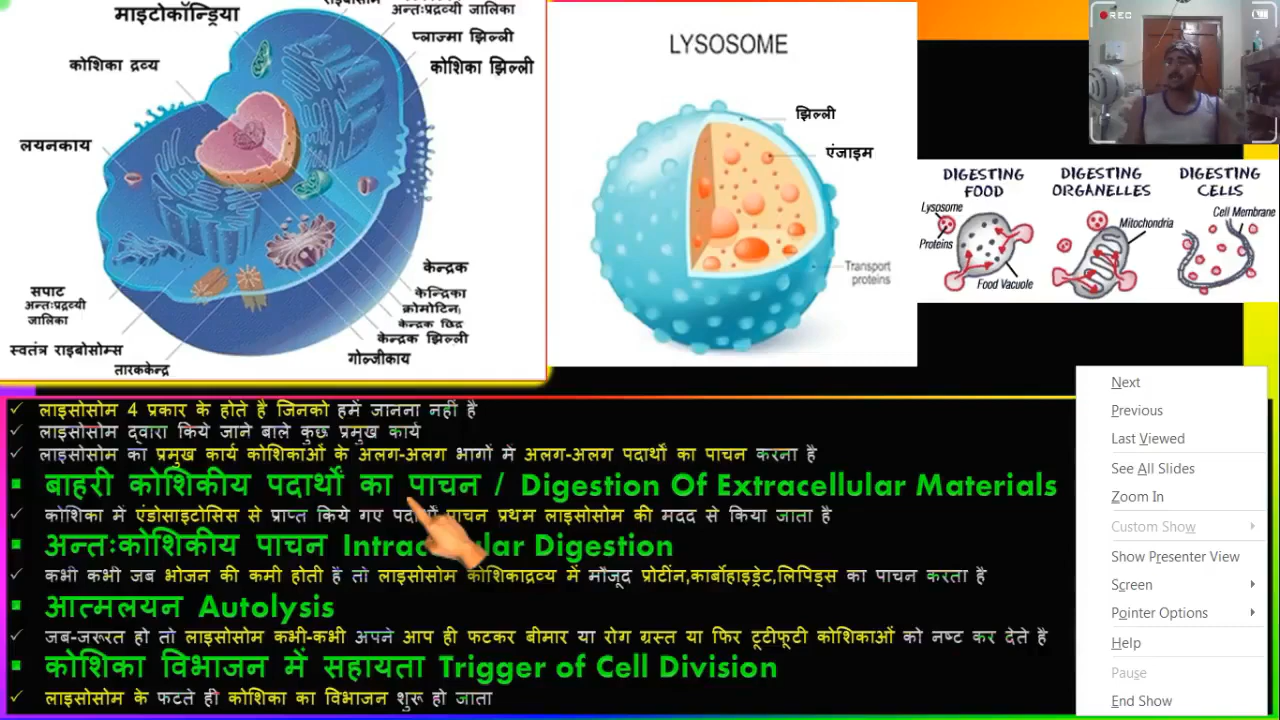 माइटोकॉन्ड्रिया
अन्तःप्रद्रव्यी जालिका
प्लाज्मा झिल्ली
कोशिका द्रव्य
कोशिका झिल्ली
लयनकाय
केन्द्रक
केन्द्रिका
क्रोमोटिन
केन्द्रक छिद्र
केन्द्रक झिल्ली
गोल्जीकाय
सपाट
अन्तःप्रद्रव्यी
जालिका
स्वतंत्र राइबोसोम्स
तारककेन्द्र
LYSOSOME
झिल्ली
एंजाइम
Transport
proteins
REC
DIGESTING FOOD
Lysosome
Proteins
Food Vacuole
DIGESTING ORGANELLES
Mitochondria
DIGESTING CELLS
Cell Membrane
✓ लाइसोसोम 4 प्रकार के होते है जिनको हमें जानना नहीं है
✓ लाइसोसोम द्वारा किये जाने बाले कुछ प्रमुख कार्य
✓ लाइसोसोम का प्रमुख कार्य कोशिकाओं के अलग-अलग भागों में अलग-अलग पदार्थों का पाचन करना है
▪ बाहरी कोशिकीय पदार्थों का पाचन / Digestion Of Extracellular Materials
✓ कोशिका में एंडोसाइटोसिस से प्राप्त किये गए पाचन प्रथम लाइसोसोम की मदद से किया जाता है
▪ अन्तःकोशिकीय पाचन Digestion
✓ कभी कभी जब भोजन की कमी होती है तो लाइसोसोम कोशिकाद्रव्य में मौजूद प्रोटीन,कार्बोहाइड्रेट,लिपिड्स का पाचन करता है
▪ आत्मलयन Autolysis
✓ जब-जरूरत हो तो लाइसोसोम कभी-कभी अपने आप ही फटकर बीमार या रोग ग्रस्त या फिर टूटीफूटी कोशिकाओं को नष्ट कर देते है
▪ कोशिका विभाजन में सहायता Trigger of Cell Division
✓ लाइसोसोम के फटते ही कोशिका का विभाजन शुरू हो जाता
Next
Previous
Last Viewed
See All Slides
Zoom In
Custom Show
Show Presenter View
Screen
Pointer Options
Help
Pause
End Show